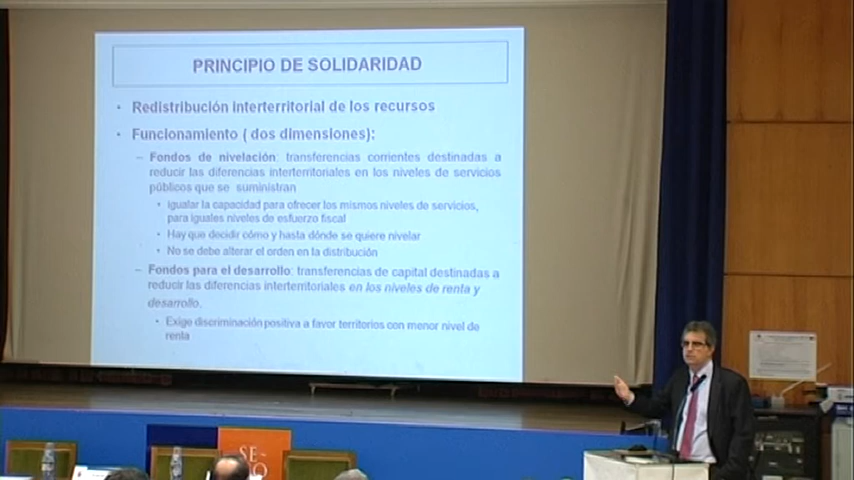 PRINCIPIO DE SOLIDARIDAD
• Redistribución interterritorial de los recursos
• Funcionamiento ( dos dimensiones):
– Fondos de nivelación: transferencias corrientes destinadas a
reducir las diferencias interterritoriales en los niveles de servicios
públicos que se suministran
• Igualar la capacidad para ofrecer los mismos niveles de servicios,
para iguales niveles de esfuerzo fiscal
• Hay que decidir cómo y hasta dónde se quiere nivelar
• No se debe alterar el orden en la distribución
– Fondos para el desarrollo: transferencias de capital destinadas a
reducir las diferencias interterritoriales en los niveles de renta y
desarrollo.
• Exige discriminación positiva a favor territorios con menor nivel de
renta
SE-